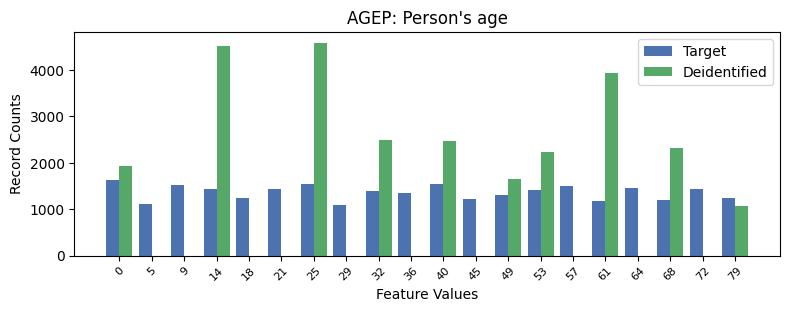 AGEP: Person's age
Target
Deidentified
Record Counts
4000
3000
2000
1000
0
0 5 9 14 18 21 25 29 32 36 40 45 49 53 57 61 64 68 72 79
Feature Values